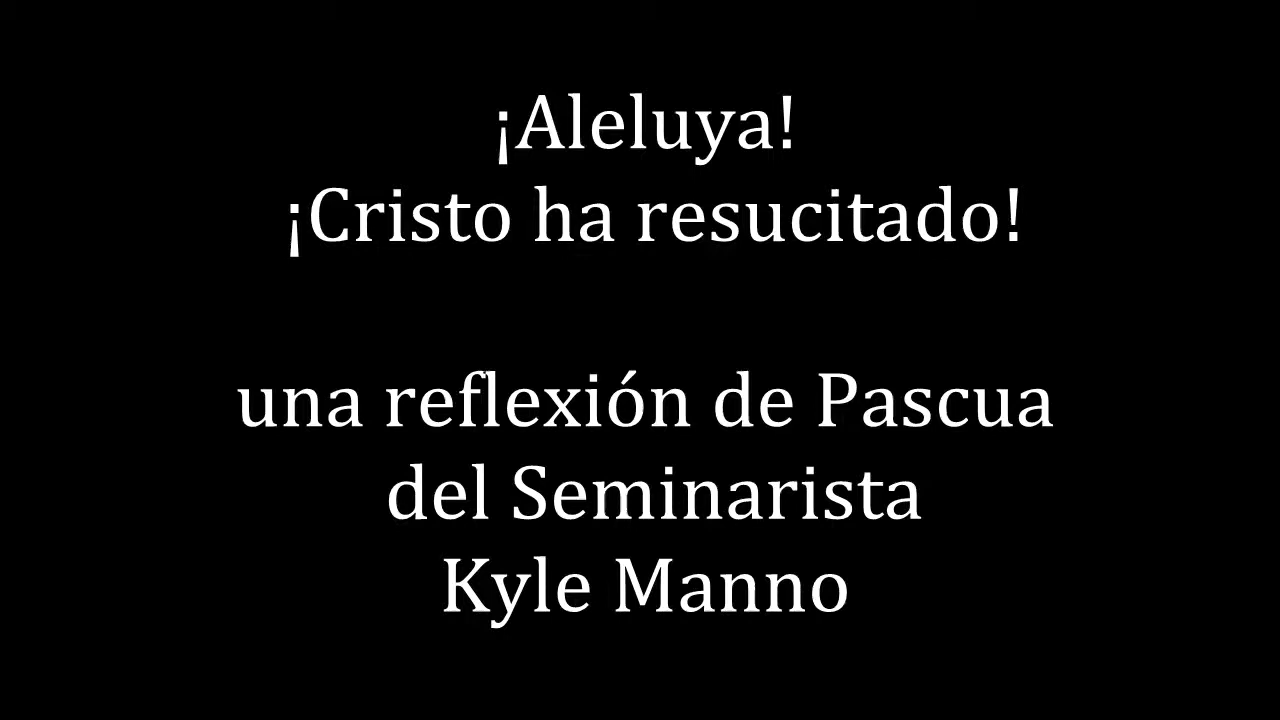 ¡Aleluya!
¡Cristo ha resucitado!
una reflexión de Pascua
del Seminarista
Kyle Manno